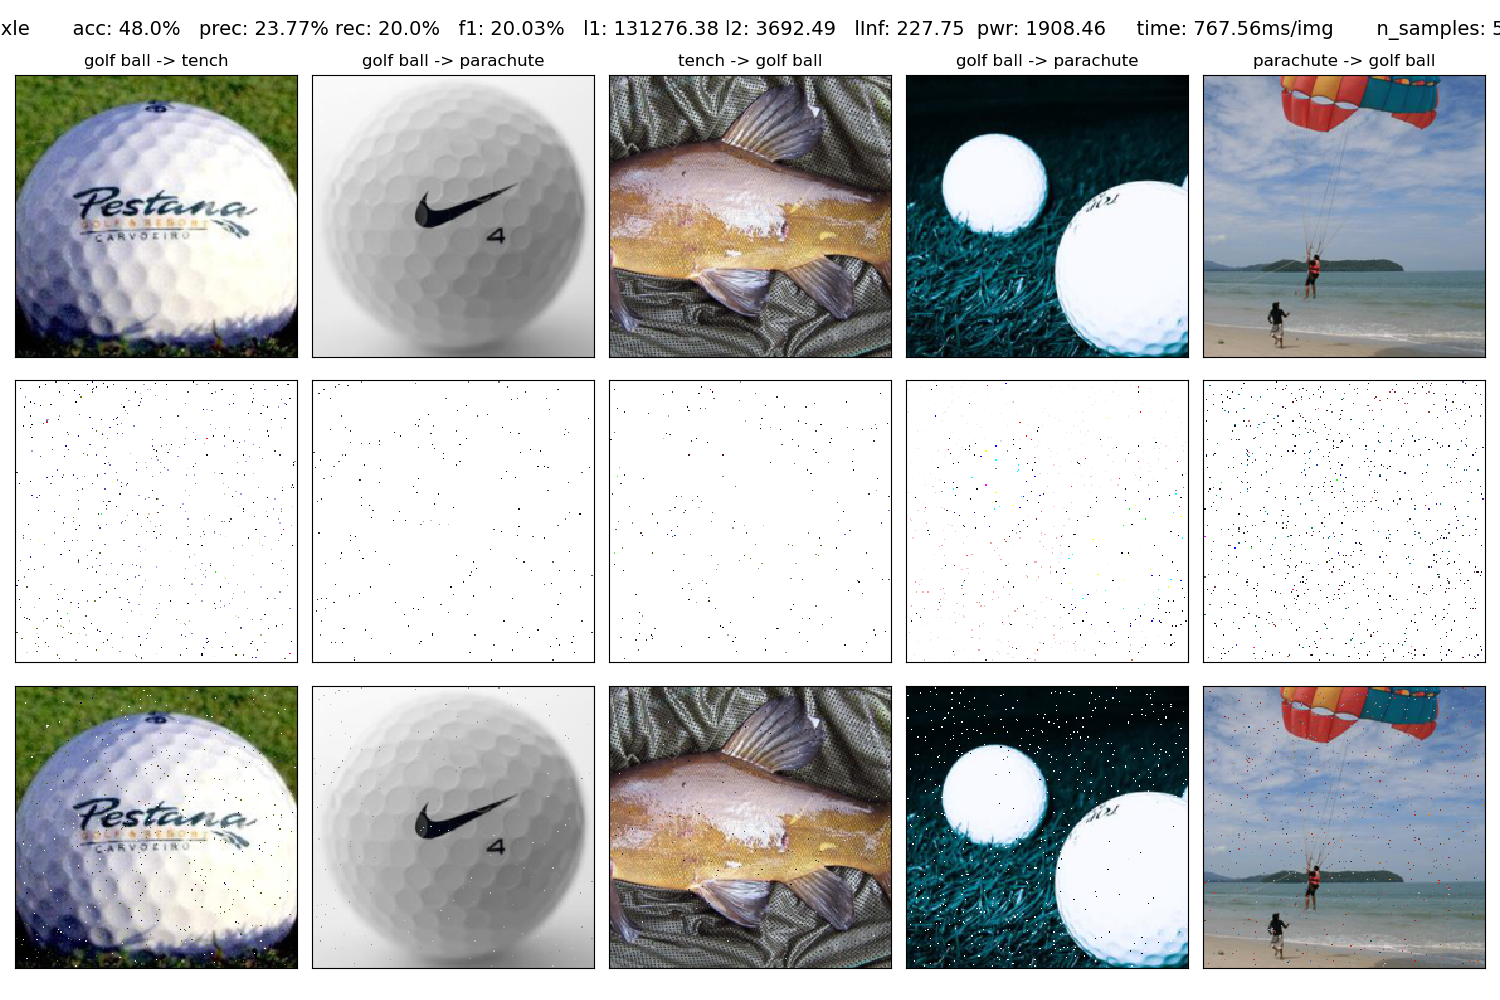 xle acc: 48.0% prec: 23.77% rec: 20.0% f1: 20.03% l1: 131276.38 l2: 3692.49 lInf: 227.75 pwr: 1908.46 time: 767.56ms/img n_samples: 5
golf ball -> tench
golf ball -> parachute
tench -> golf ball
golf ball -> parachute
parachute -> golf ball
Pestana
GOLF & RESORT
CARVOEIRO
4
Pestana
GOLF & RESORT
CARVOEIRO
4